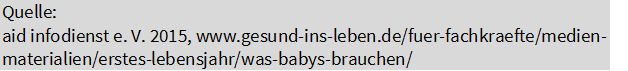 Quelle:
aid infodienst e. V. 2015, www.gesund-ins-leben.de/fuer-fachkraefte/medien-
materialien/erstes-lebensjahr/was-babys-brauchen/